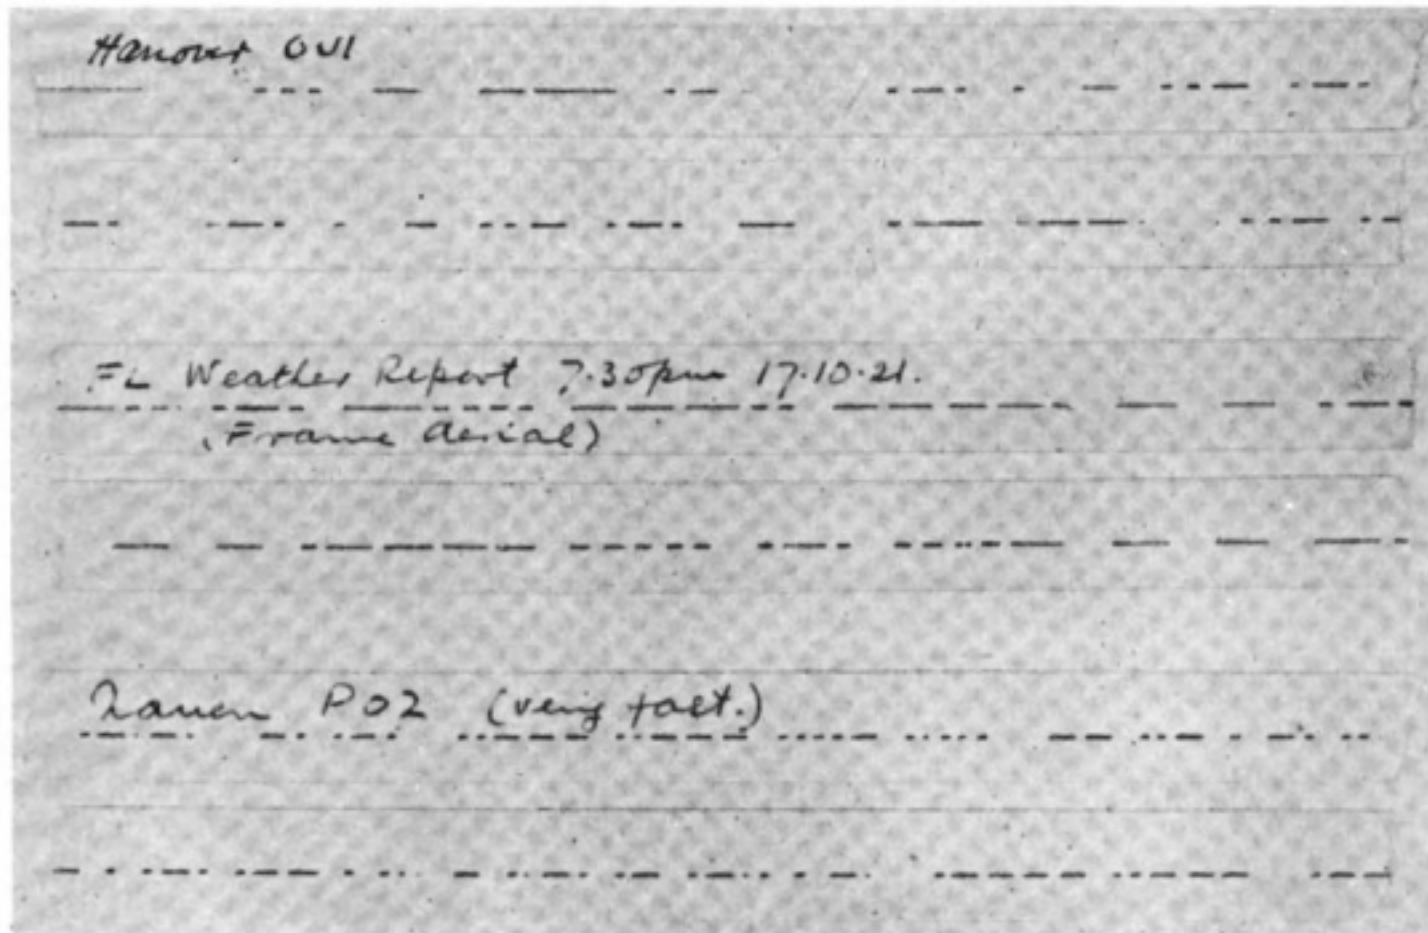 Hanover OUI
FL Weather Report 7.30pm 17.10.21.
(Frame Aerial)
Nauen POZ (very fast.)